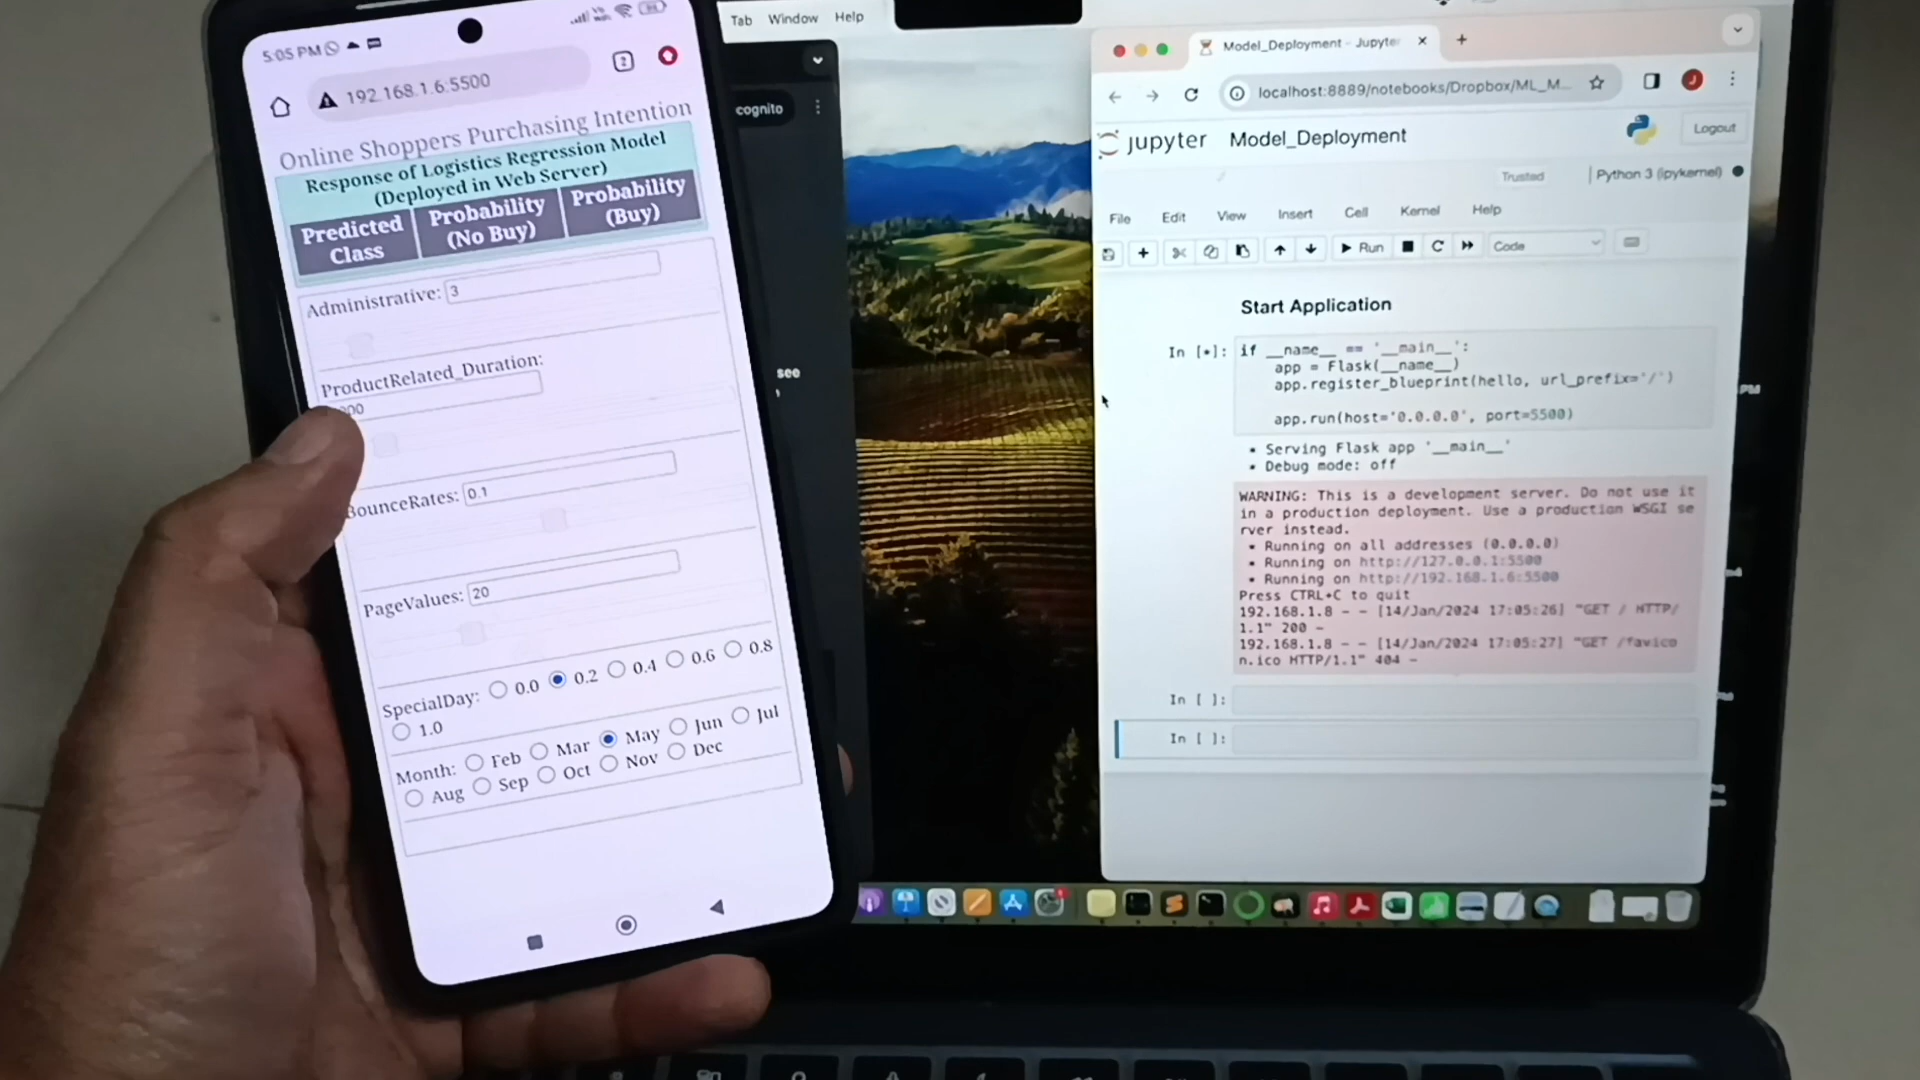 5:05 PM
192.168.1.6:5500
2
Online Shoppers Purchasing Intention
Response of Logistics Regression Model
(Deployed in Web Server)
Predicted
Class
Probability
(No Buy)
Probability
(Buy)
Administrative: 3
ProductRelated_Duration:
BounceRates: 0.1
PageValues: 20
SpecialDay: 0.0 0.2 0.4 0.6 0.8
1.0
Month: Feb Mar May Jun Jul
Aug Sep Oct Nov Dec
Tab Window Help
cognito
see
Model_Deployment - Jupyte
localhost:8889/notebooks/Dropbox/ML_M...
J
jupyter Model_Deployment
Logout
Trusted
Python 3 (ipykernel)
File Edit View Insert Cell Kernel Help
Run
Code
Start Application
In [*]: if __name__ == '__main__':
app = Flask(__name__)
app.register_blueprint(hello, url_prefix='/')
app.run(host='0.0.0.0', port=5500)
* Serving Flask app '__main__'
* Debug mode: off
WARNING: This is a development server. Do not use it
in a production deployment. Use a production WSGI se
rver instead.
* Running on all addresses (0.0.0.0)
* Running on http://127.0.0.1:5500
* Running on http://192.168.1.6:5500
Press CTRL+C to quit
192.168.1.8 - - [14/Jan/2024 17:05:26] "GET / HTTP/
1.1" 200 -
192.168.1.8 - - [14/Jan/2024 17:05:27] "GET /favico
n.ico HTTP/1.1" 404 -
In [ ]:
In [ ]:
PM